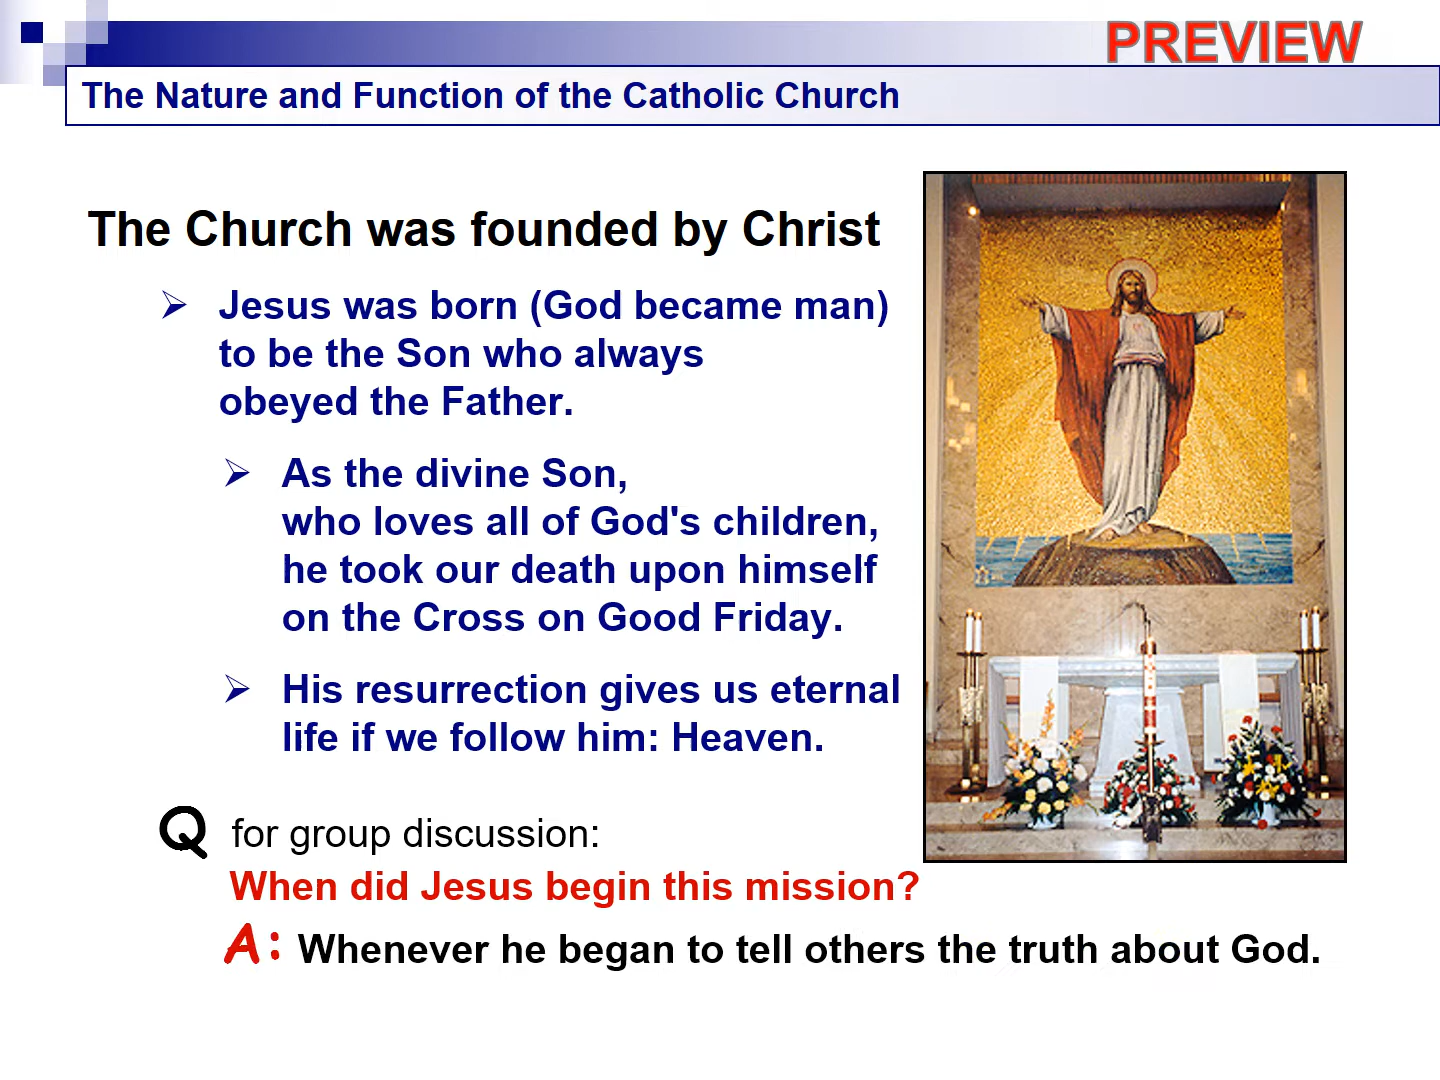 PREVIEW
The Nature and Function of the Catholic Church
The Church was founded by Christ
Jesus was born (God became man)
to be the Son who always
obeyed the Father.
As the divine Son,
who loves all of God's children,
he took our death upon himself
on the Cross on Good Friday.
His resurrection gives us eternal
life if we follow him: Heaven.
Q for group discussion:
When did Jesus begin this mission?
A: Whenever he began to tell others the truth about God.